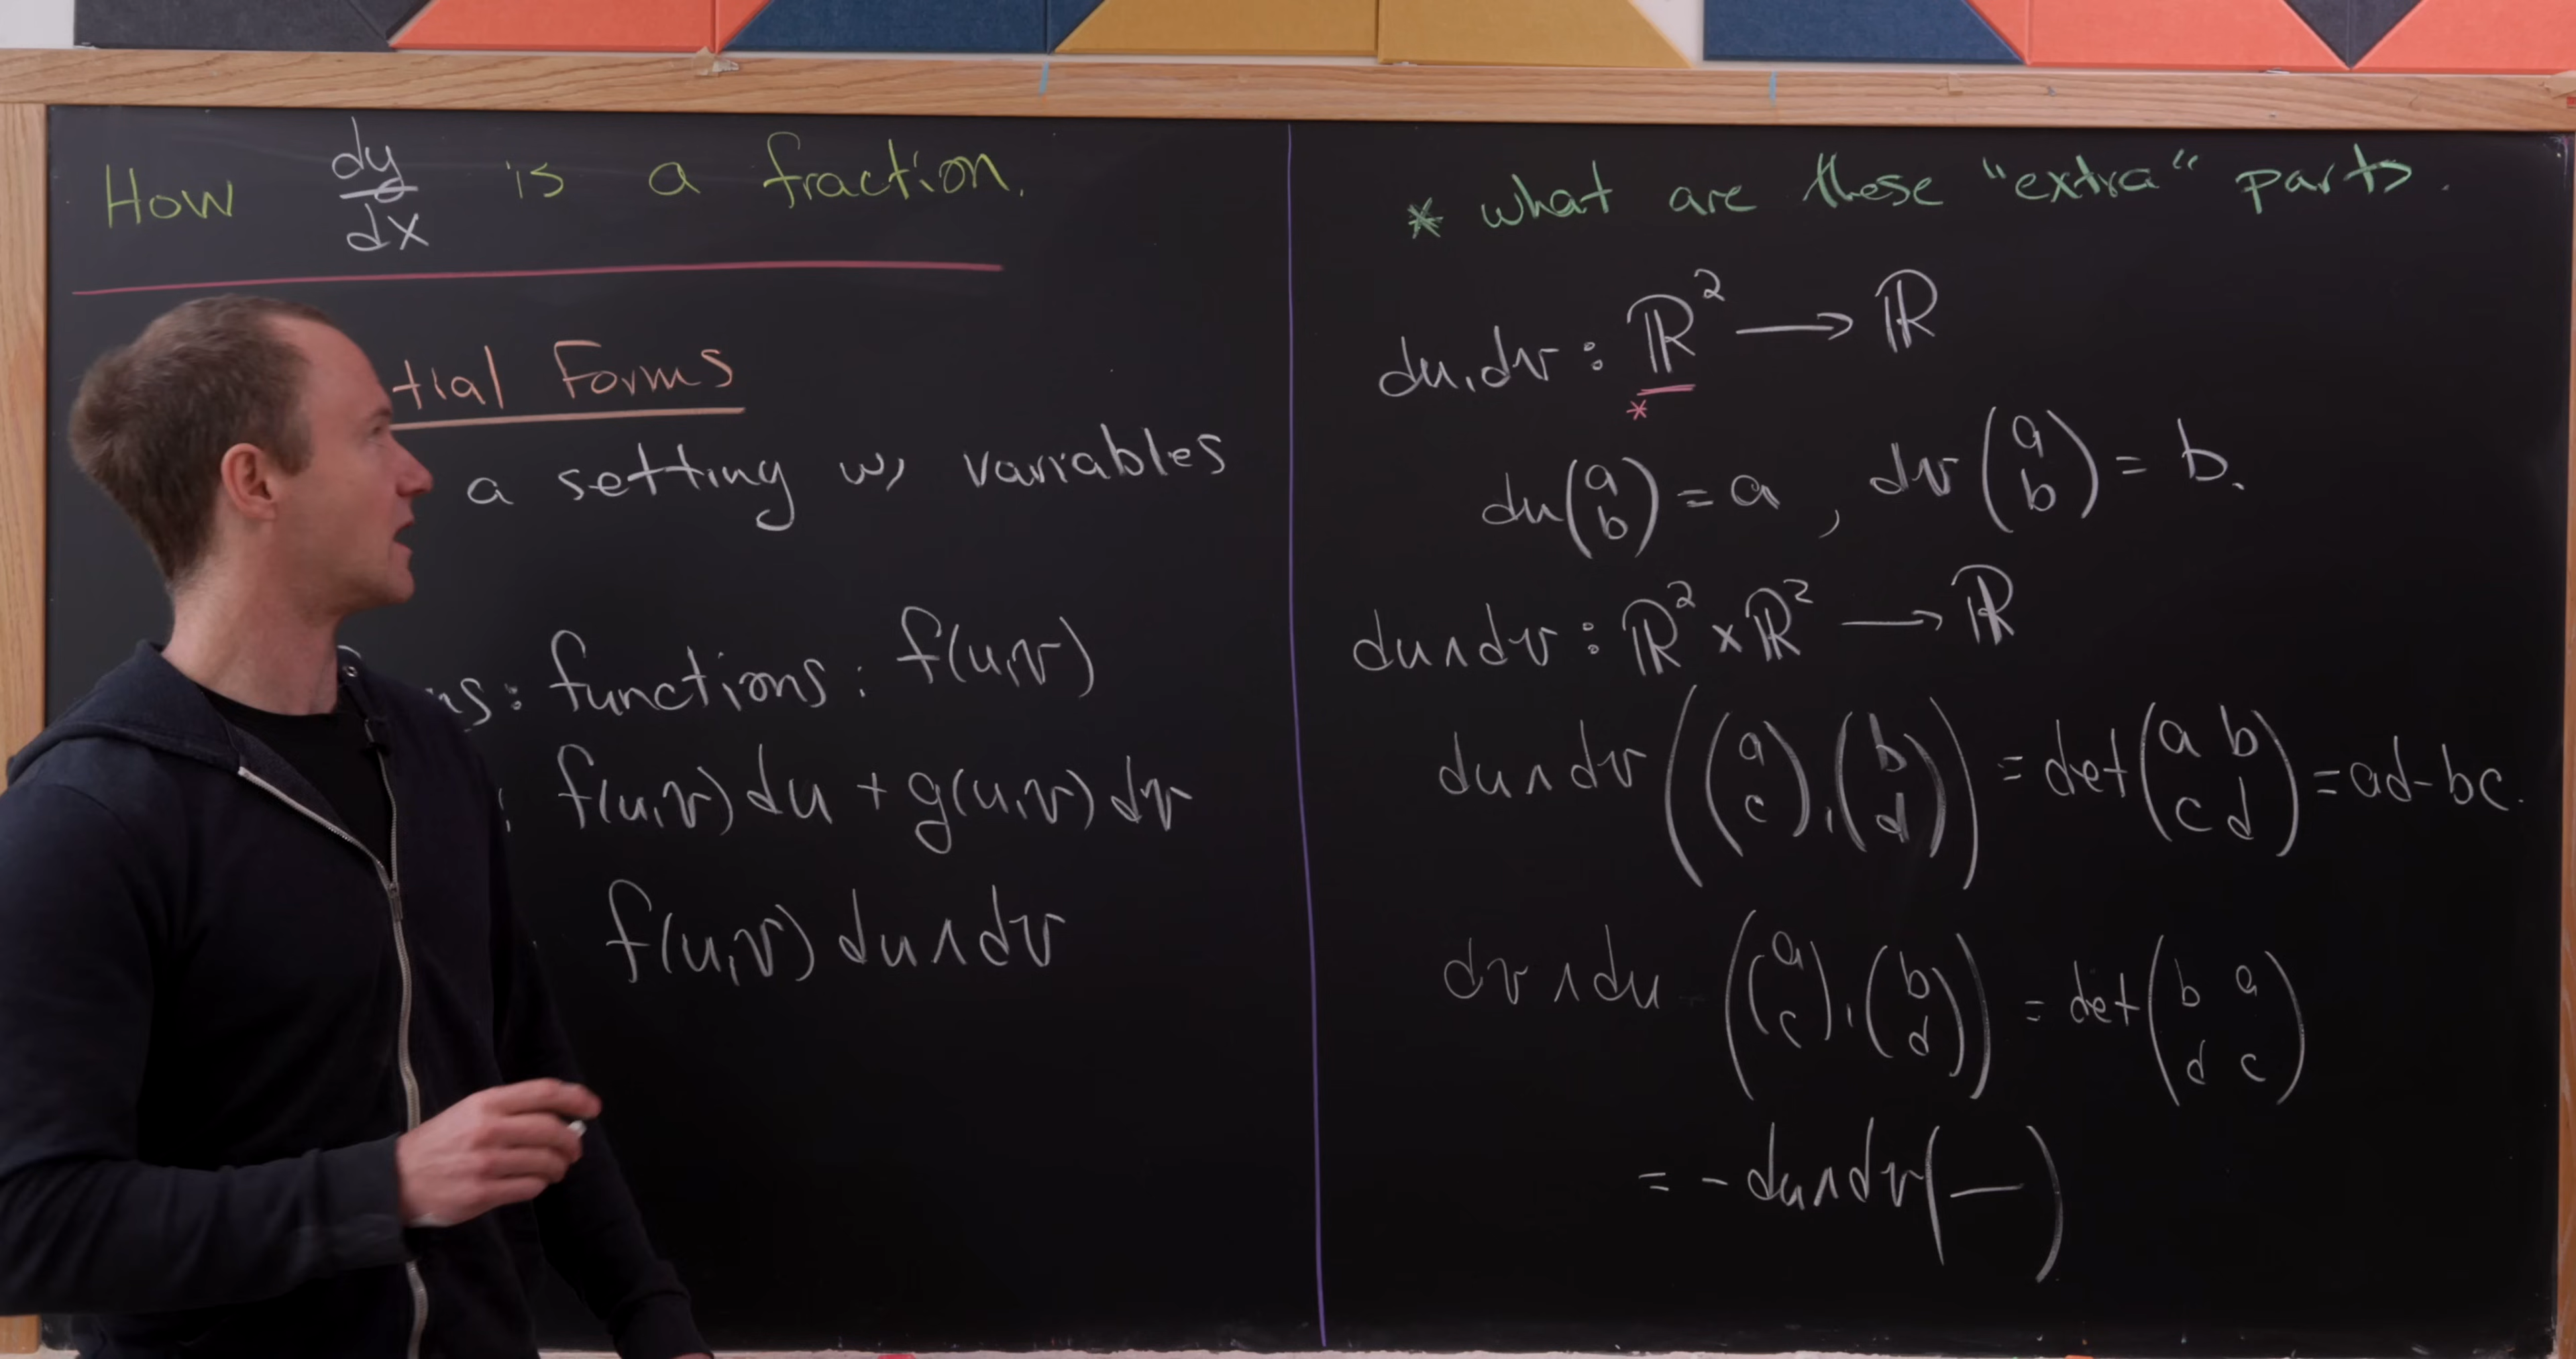 How dy/dx is a fraction.
tial Forms
a setting w/ variables
ns: functions: f(u,v)
: f(u,v) du + g(u,v) dv
f(u,v) du∧dv
* what are these "extra" parts.
du, dv : ℝ² ⟶ ℝ
*
du(a b) = a , dv(a b) = b.
du∧dv : ℝ² × ℝ² ⟶ ℝ
du∧dv((a c), (b d)) = det(a b c d) = ad-bc.
dv∧du ((a c), (b d)) = det(b a d c)
= - du∧dv(—)